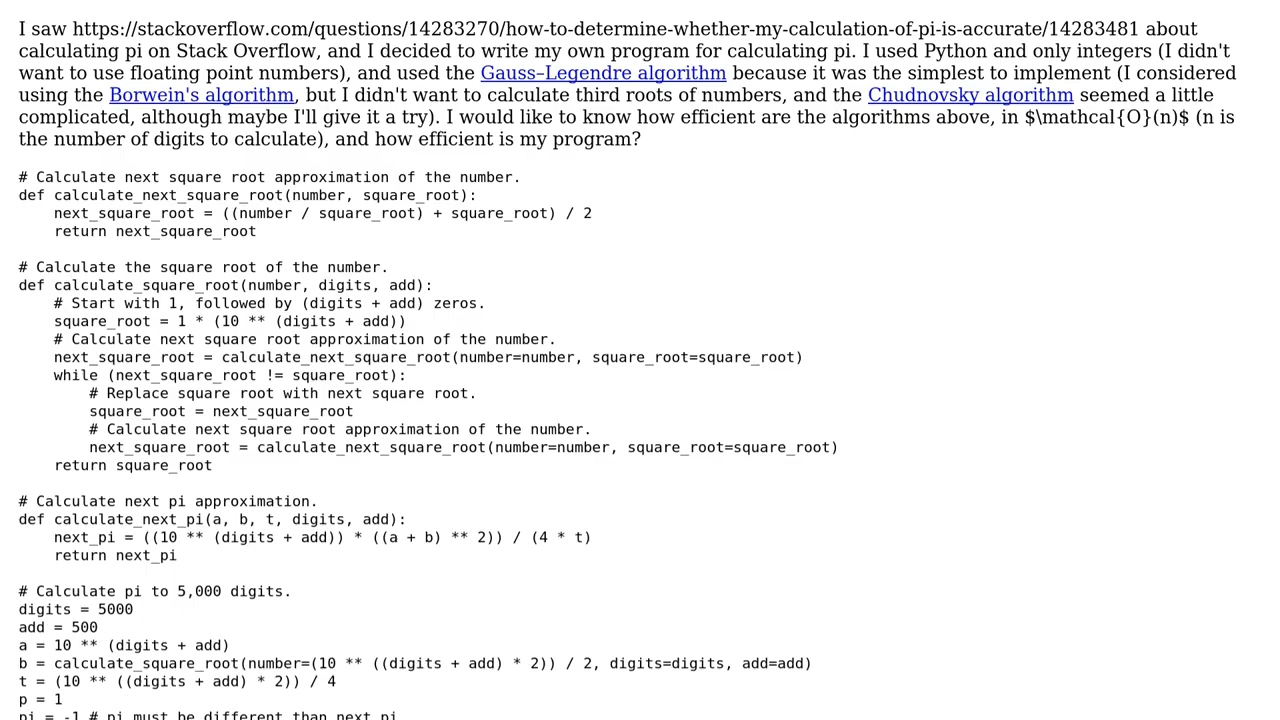 I saw https://stackoverflow.com/questions/14283270/how-to-determine-whether-my-calculation-of-pi-is-accurate/14283481 about
calculating pi on Stack Overflow, and I decided to write my own program for calculating pi. I used Python and only integers (I didn't
want to use floating point numbers), and used the Gauss–Legendre algorithm because it was the simplest to implement (I considered
using the Borwein's algorithm, but I didn't want to calculate third roots of numbers, and the Chudnovsky algorithm seemed a little
complicated, although maybe I'll give it a try). I would like to know how efficient are the algorithms above, in $\mathcal{O}(n)$ (n is
the number of digits to calculate), and how efficient is my program?
# Calculate next square root approximation of the number.
def calculate_next_square_root(number, square_root):
    next_square_root = ((number / square_root) + square_root) / 2
    return next_square_root
# Calculate the square root of the number.
def calculate_square_root(number, digits, add):
    # Start with 1, followed by (digits + add) zeros.
    square_root = 1 * (10 ** (digits + add))
    # Calculate next square root approximation of the number.
    next_square_root = calculate_next_square_root(number=number, square_root=square_root)
    while (next_square_root != square_root):
        # Replace square root with next square root.
        square_root = next_square_root
        # Calculate next square root approximation of the number.
        next_square_root = calculate_next_square_root(number=number, square_root=square_root)
    return square_root
# Calculate next pi approximation.
def calculate_next_pi(a, b, t, digits, add):
    next_pi = ((10 ** (digits + add)) * ((a + b) ** 2)) / (4 * t)
    return next_pi
# Calculate pi to 5,000 digits.
digits = 5000
add = 500
a = 10 ** (digits + add)
b = calculate_square_root(number=(10 ** ((digits + add) * 2)) / 2, digits=digits, add=add)
t = (10 ** ((digits + add) * 2)) / 4
p = 1
pi = -1 # pi must be different than next_pi